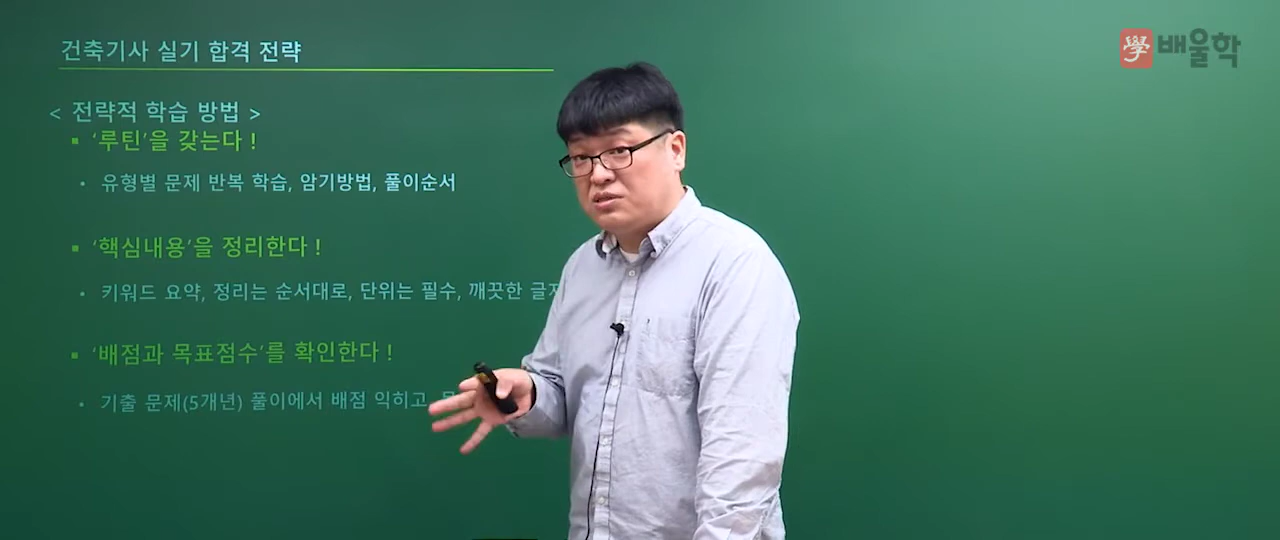 건축기사 실기 합격 전략
學 배울학
< 전략적 학습 방법 >
▪ ‘루틴’을 갖는다 !
• 유형별 문제 반복 학습, 암기방법, 풀이순서
▪ ‘핵심내용’을 정리한다 !
• 키워드 요약, 정리는 순서대로, 단위는 필수, 깨끗한
▪ ‘배점과 목표점수’를 확인한다 !
• 기출 문제(5개년) 풀이에서 배점 익히고,